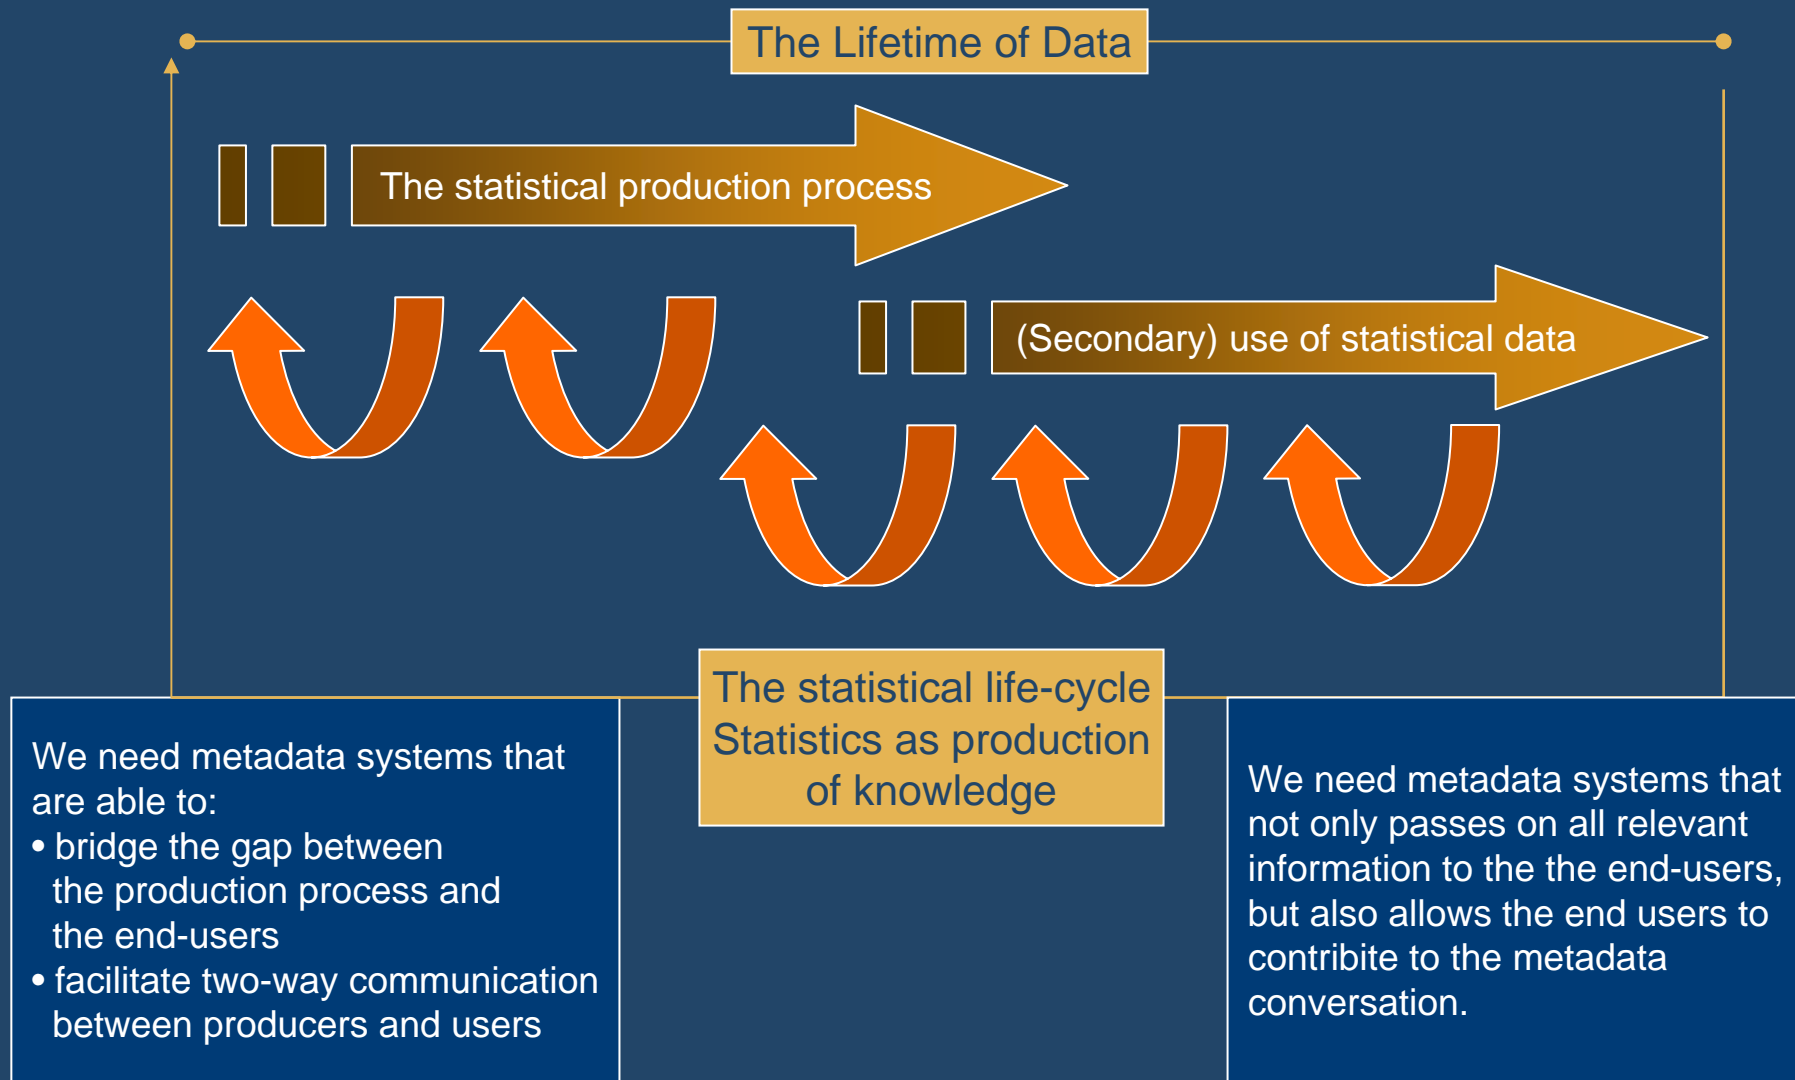 The Lifetime of Data
The statistical production process
(Secondary) use of statistical data
The statistical life-cycle
Statistics as production
of knowledge
We need metadata systems that
are able to:
• bridge the gap between
the production process and
the end-users
• facilitate two-way communication
between producers and users
We need metadata systems that
not only passes on all relevant
information to the the end-users,
but also allows the end users to
contribite to the metadata
conversation.